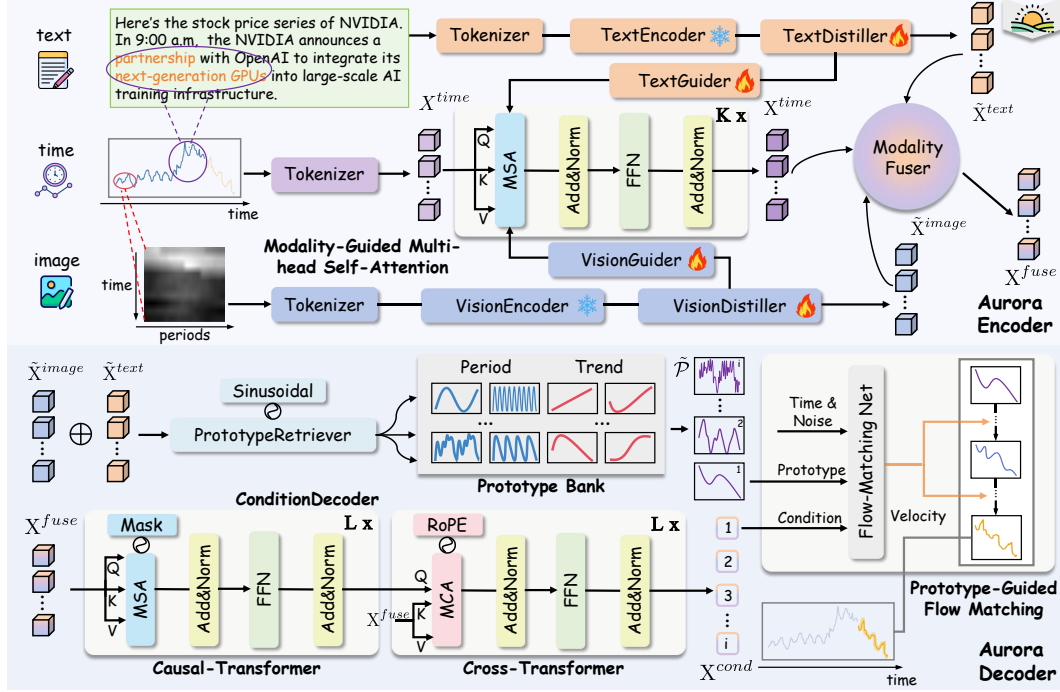 text
Here's the stock price series of NVIDIA.
In 9:00 a.m. the NVIDIA announces a
partnership with OpenAI to integrate its
next-generation GPUs into large-scale AI
training infrastructure.
Tokenizer
TextEncoder
TextDistiller
TextGuider
X̃^{text}
time
time
Tokenizer
X^{time}
Q
K
V
MSA
Add&Norm
FFN
Add&Norm
K x
X^{time}
Modality
Fuser
X^{fuse}
Modality-Guided Multi-
head Self-Attention
VisionGuider
X̃^{image}
image
time
periods
Tokenizer
VisionEncoder
VisionDistiller
Aurora
Encoder
X̃^{image}
X̃^{text}
Sinusoidal
PrototypeRetriever
Period
Trend
...
...
Prototype Bank
P̃
i
2
1
Time &
Noise
Prototype
Condition
Flow-Matching Net
Velocity
Prototype-Guided
Flow Matching
ConditionDecoder
X^{fuse}
Mask
Q
K
V
MSA
Add&Norm
FFN
Add&Norm
L x
Causal-Transformer
X^{fuse}
RoPE
Q
K
V
MCA
Add&Norm
FFN
Add&Norm
L x
Cross-Transformer
1
2
3
i
X^{cond}
time
Aurora
Decoder